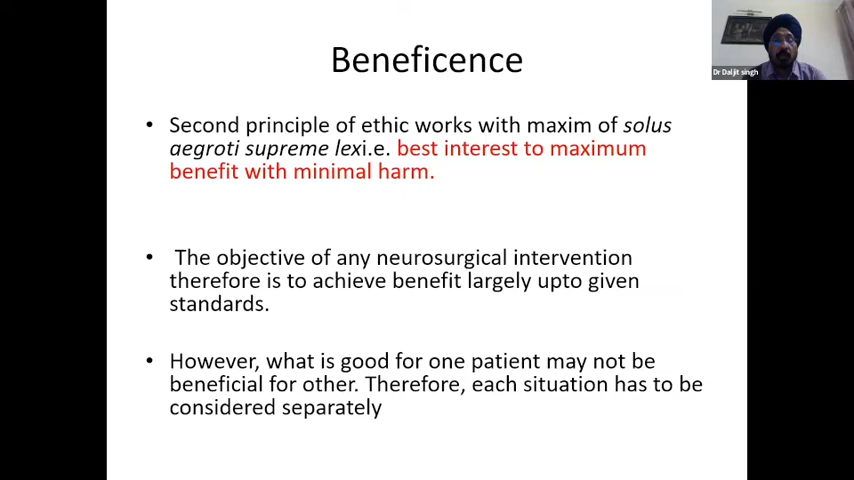 Beneficence
Dr Daljit singh
• Second principle of ethic works with maxim of solus
aegroti supreme lexi.e. best interest to maximum
benefit with minimal harm.
• The objective of any neurosurgical intervention
therefore is to achieve benefit largely upto given
standards.
• However, what is good for one patient may not be
beneficial for other. Therefore, each situation has to be
considered separately